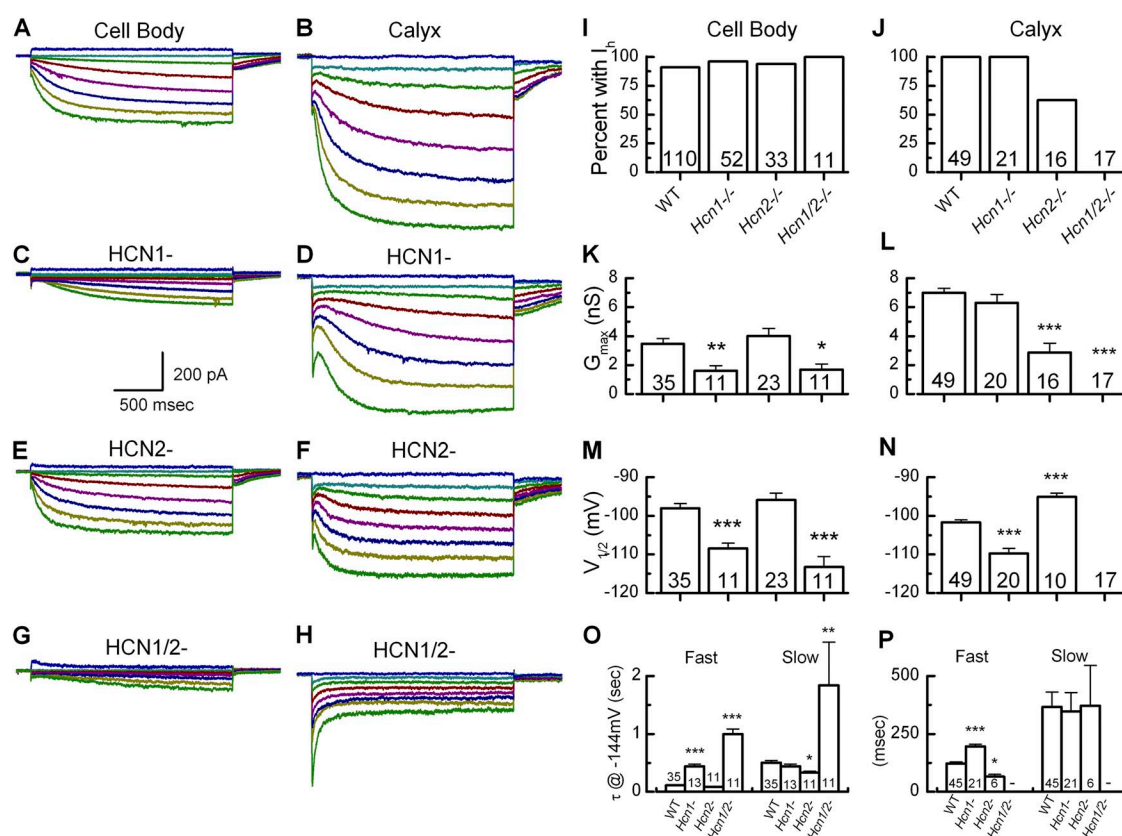 A Cell Body
B Calyx
C HCN1-
D HCN1-
200 pA
500 msec
E HCN2-
F HCN2-
G HCN1/2-
H HCN1/2-
I Cell Body
Percent with Ih
100
75
50
25
0
110 52 33 11
WT Hcn1-/- Hcn2-/- Hcn1/2-/-
J Calyx
100
75
50
25
0
49 21 16 17
WT Hcn1-/- Hcn2-/- Hcn1/2-/-
K
Gmax (nS)
8
6
4
2
0
** *
35 11 23 11
L
8
6
4
2
0
*** ***
49 20 16 17
M
V1/2 (mV)
-90
-100
-110
-120
*** ***
35 11 23 11
N
-90
-100
-110
-120
*** ***
49 20 10 17
O
Fast Slow
τ @ -144mV (sec)
2
1
0
*** *** * **
35 13 11 11 35 13 11 11
WT Hcn1- Hcn2- Hcn1/2- WT Hcn1- Hcn2- Hcn1/2-
P
Fast Slow
(msec)
500
250
0
*** *
45 21 6 - 45 21 6 -
WT Hcn1- Hcn2- Hcn1/2- WT Hcn1- Hcn2- Hcn1/2-